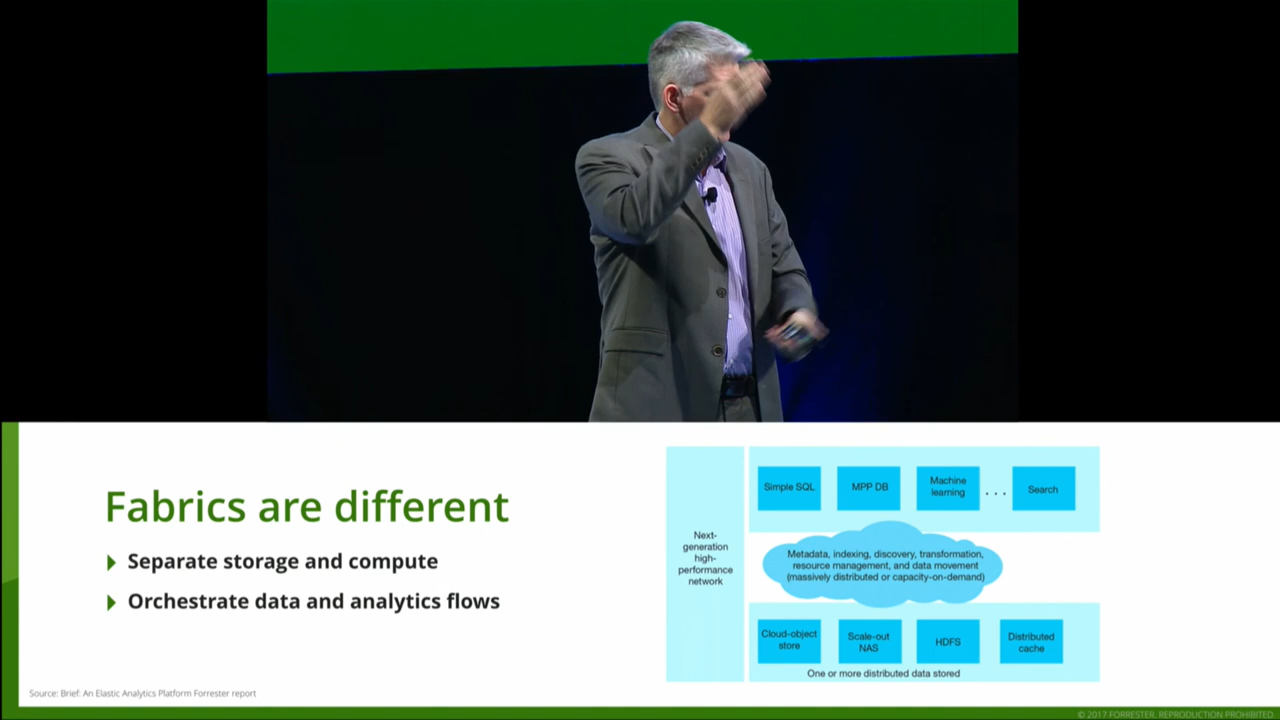 Fabrics are different
Separate storage and compute
Orchestrate data and analytics flows
Source: Brief: An Elastic Analytics Platform Forrester report
Next-
generation
high-
performance
network
Simple SQL
MPP DB
Machine
learning
. . .
Search
Metadata, indexing, discovery, transformation,
resource management, and data movement
(massively distributed or capacity-on-demand)
Cloud-object
store
Scale-out
NAS
HDFS
Distributed
cache
One or more distributed data stored
© 2017 FORRESTER. REPRODUCTION PROHIBITED